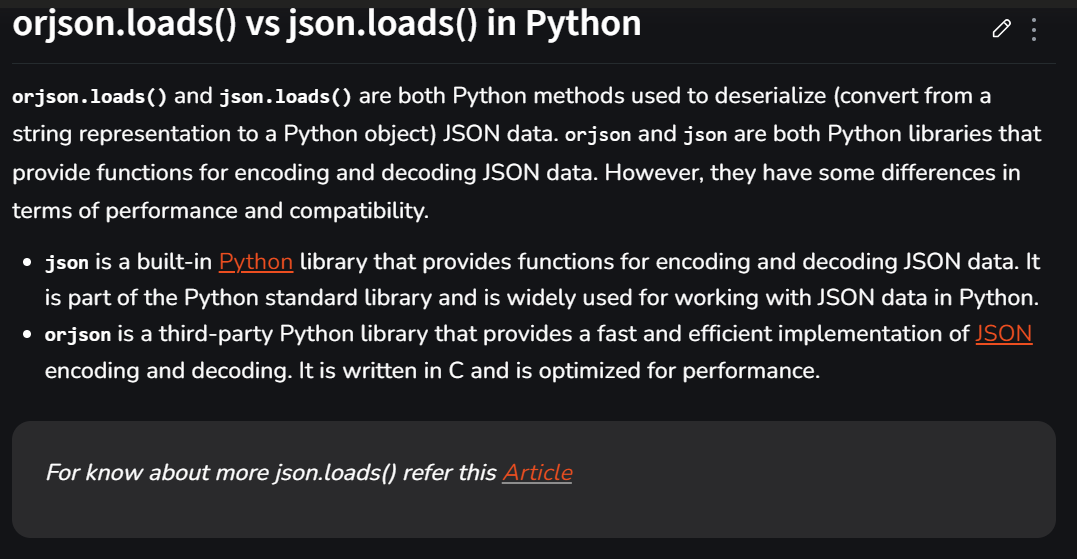 orjson.loads() vs json.loads() in Python
orjson.loads() and json.loads() are both Python methods used to deserialize (convert from a
string representation to a Python object) JSON data. orjson and json are both Python libraries that
provide functions for encoding and decoding JSON data. However, they have some differences in
terms of performance and compatibility.
• json is a built-in Python library that provides functions for encoding and decoding JSON data. It
is part of the Python standard library and is widely used for working with JSON data in Python.
• orjson is a third-party Python library that provides a fast and efficient implementation of JSON
encoding and decoding. It is written in C and is optimized for performance.
For know about more json.loads() refer this Article